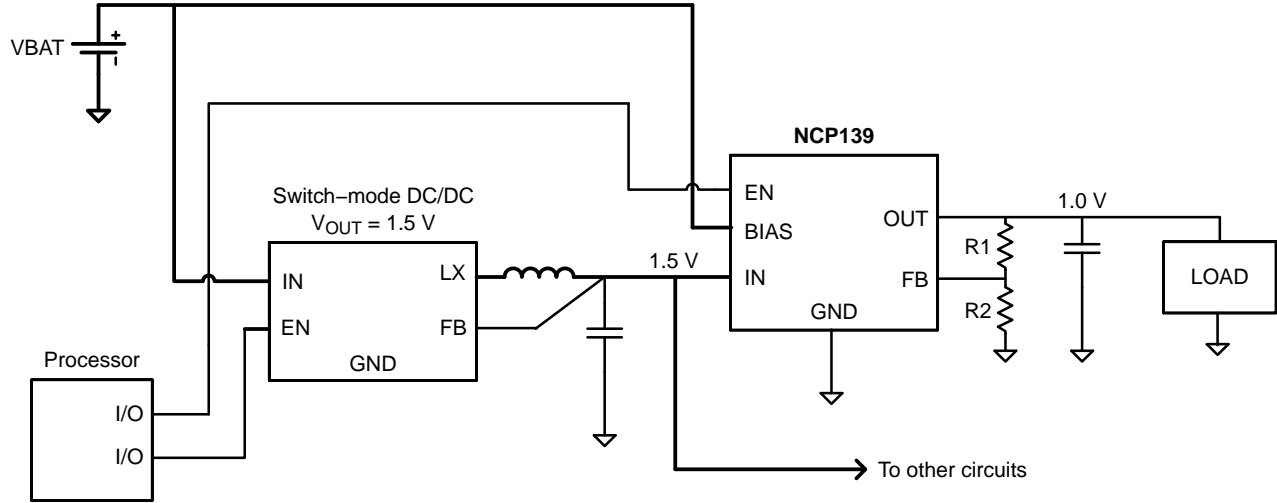 VBAT
+
NCP139
Switch−mode DC/DC
VOUT = 1.5 V
EN
OUT
1.0 V
BIAS
R1
LX
1.5 V
IN
IN
FB
LOAD
EN
FB
R2
GND
GND
Processor
I/O
I/O
To other circuits